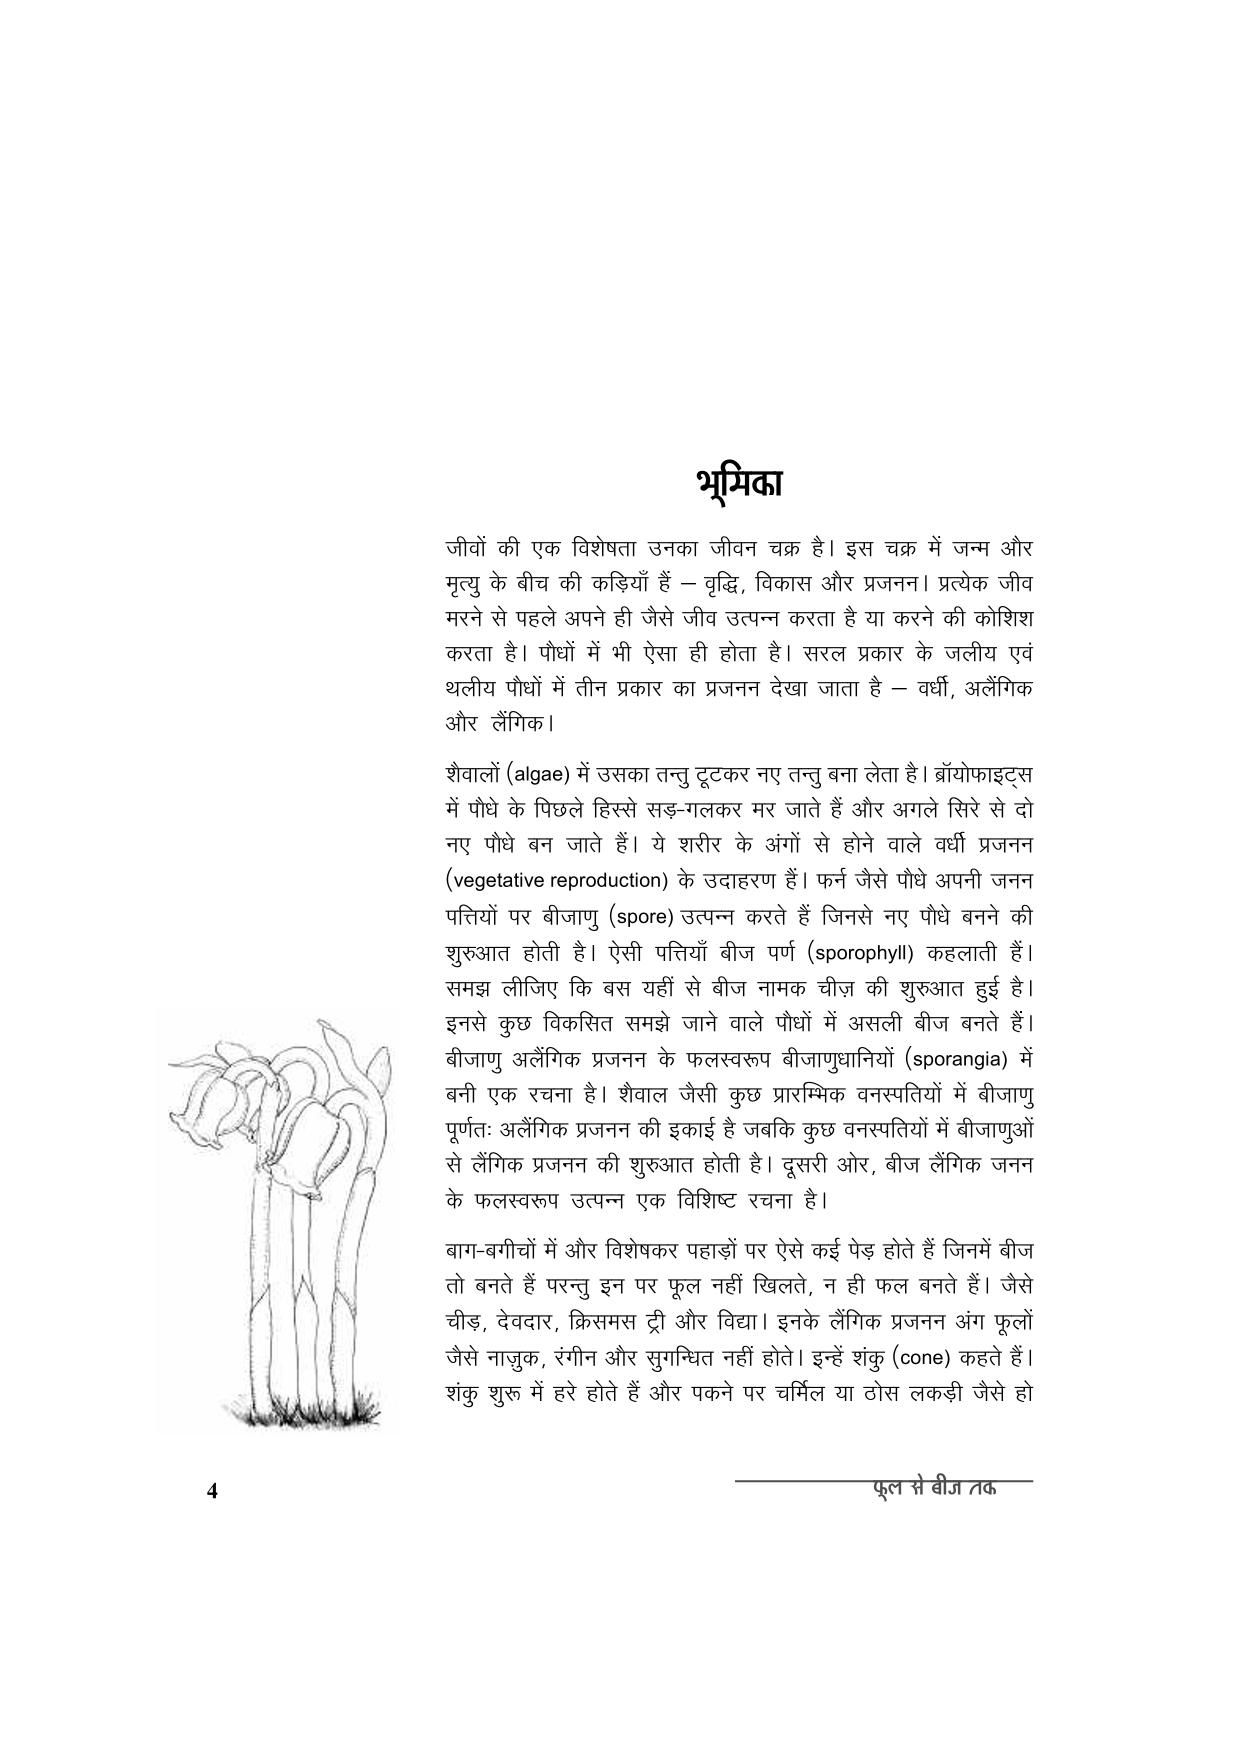 भूमिका
जीवों की एक विशेषता उनका जीवन चक्र है। इस चक्र में जन्म और
मृत्यु के बीच की कड़ियाँ हैं – वृद्धि, विकास और प्रजनन। प्रत्येक जीव
मरने से पहले अपने ही जैसे जीव उत्पन्न करता है या करने की कोशिश
करता है। पौधों में भी ऐसा ही होता है। सरल प्रकार के जलीय एवं
थलीय पौधों में तीन प्रकार का प्रजनन देखा जाता है – वर्धी, अलैंगिक
और लैंगिक।
शैवालों (algae) में उसका तन्तु टूटकर नए तन्तु बना लेता है। ब्रॉयोफाइट्स
में पौधे के पिछले हिस्से सड़-गलकर मर जाते हैं और अगले सिरे से दो
नए पौधे बन जाते हैं। ये शरीर के अंगों से होने वाले वर्धी प्रजनन
(vegetative reproduction) के उदाहरण हैं। फर्न जैसे पौधे अपनी जनन
पत्तियों पर बीजाणु (spore) उत्पन्न करते हैं जिनसे नए पौधे बनने की
शुरुआत होती है। ऐसी पत्तियाँ बीज पर्ण (sporophyll) कहलाती हैं।
समझ लीजिए कि बस यहीं से बीज नामक चीज़ की शुरुआत हुई है।
इनसे कुछ विकसित समझे जाने वाले पौधों में असली बीज बनते हैं।
बीजाणु अलैंगिक प्रजनन के फलस्वरूप बीजाणुधानियों (sporangia) में
बनी एक रचना है। शैवाल जैसी कुछ प्रारम्भिक वनस्पतियों में बीजाणु
पूर्णतः अलैंगिक प्रजनन की इकाई है जबकि कुछ वनस्पतियों में बीजाणुओं
से लैंगिक प्रजनन की शुरुआत होती है। दूसरी ओर, बीज लैंगिक जनन
के फलस्वरूप उत्पन्न एक विशिष्ट रचना है।
बाग-बगीचों में और विशेषकर पहाड़ों पर ऐसे कई पेड़ होते हैं जिनमें बीज
तो बनते हैं परन्तु इन पर फूल नहीं खिलते, न ही फल बनते हैं। जैसे
चीड़, देवदार, क्रिसमस ट्री और विद्या। इनके लैंगिक प्रजनन अंग फूलों
जैसे नाज़ुक, रंगीन और सुगन्धित नहीं होते। इन्हें शंकु (cone) कहते हैं।
शंकु शुरू में हरे होते हैं और पकने पर चर्मिल या ठोस लकड़ी जैसे हो
4
फूल से बीज तक